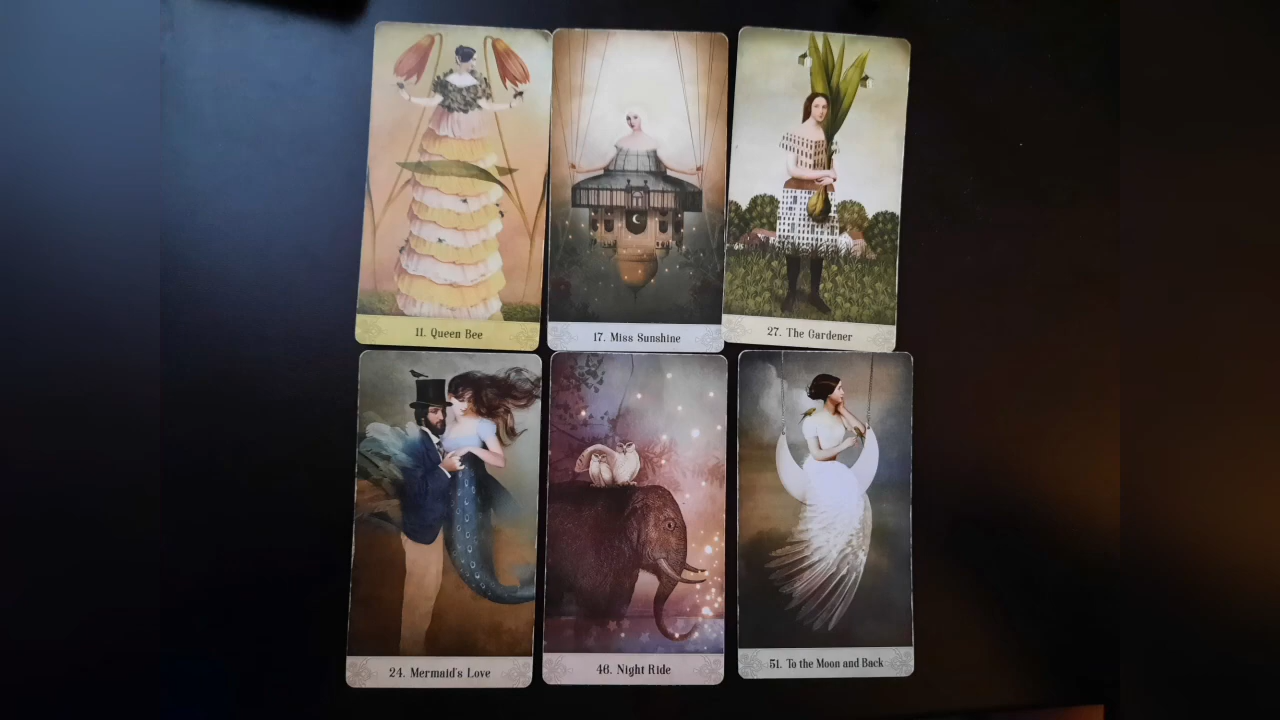 11. Queen Bee
17. Miss Sunshine
27. The Gardener
24. Mermaid's Love
46. Night Ride
51. To the Moon and Back